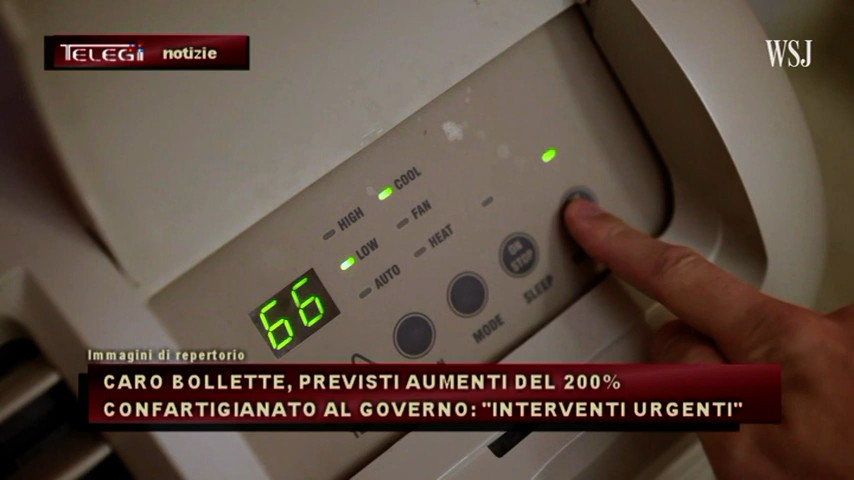 TELEGI notizie
WSJ
COOL
HIGH
FAN
LOW
HEAT
AUTO
66
ON
STOP
SLEEP
MODE
Immagini di repertorio
CARO BOLLETTE, PREVISTI AUMENTI DEL 200%
CONFARTIGIANATO AL GOVERNO: "INTERVENTI URGENTI"